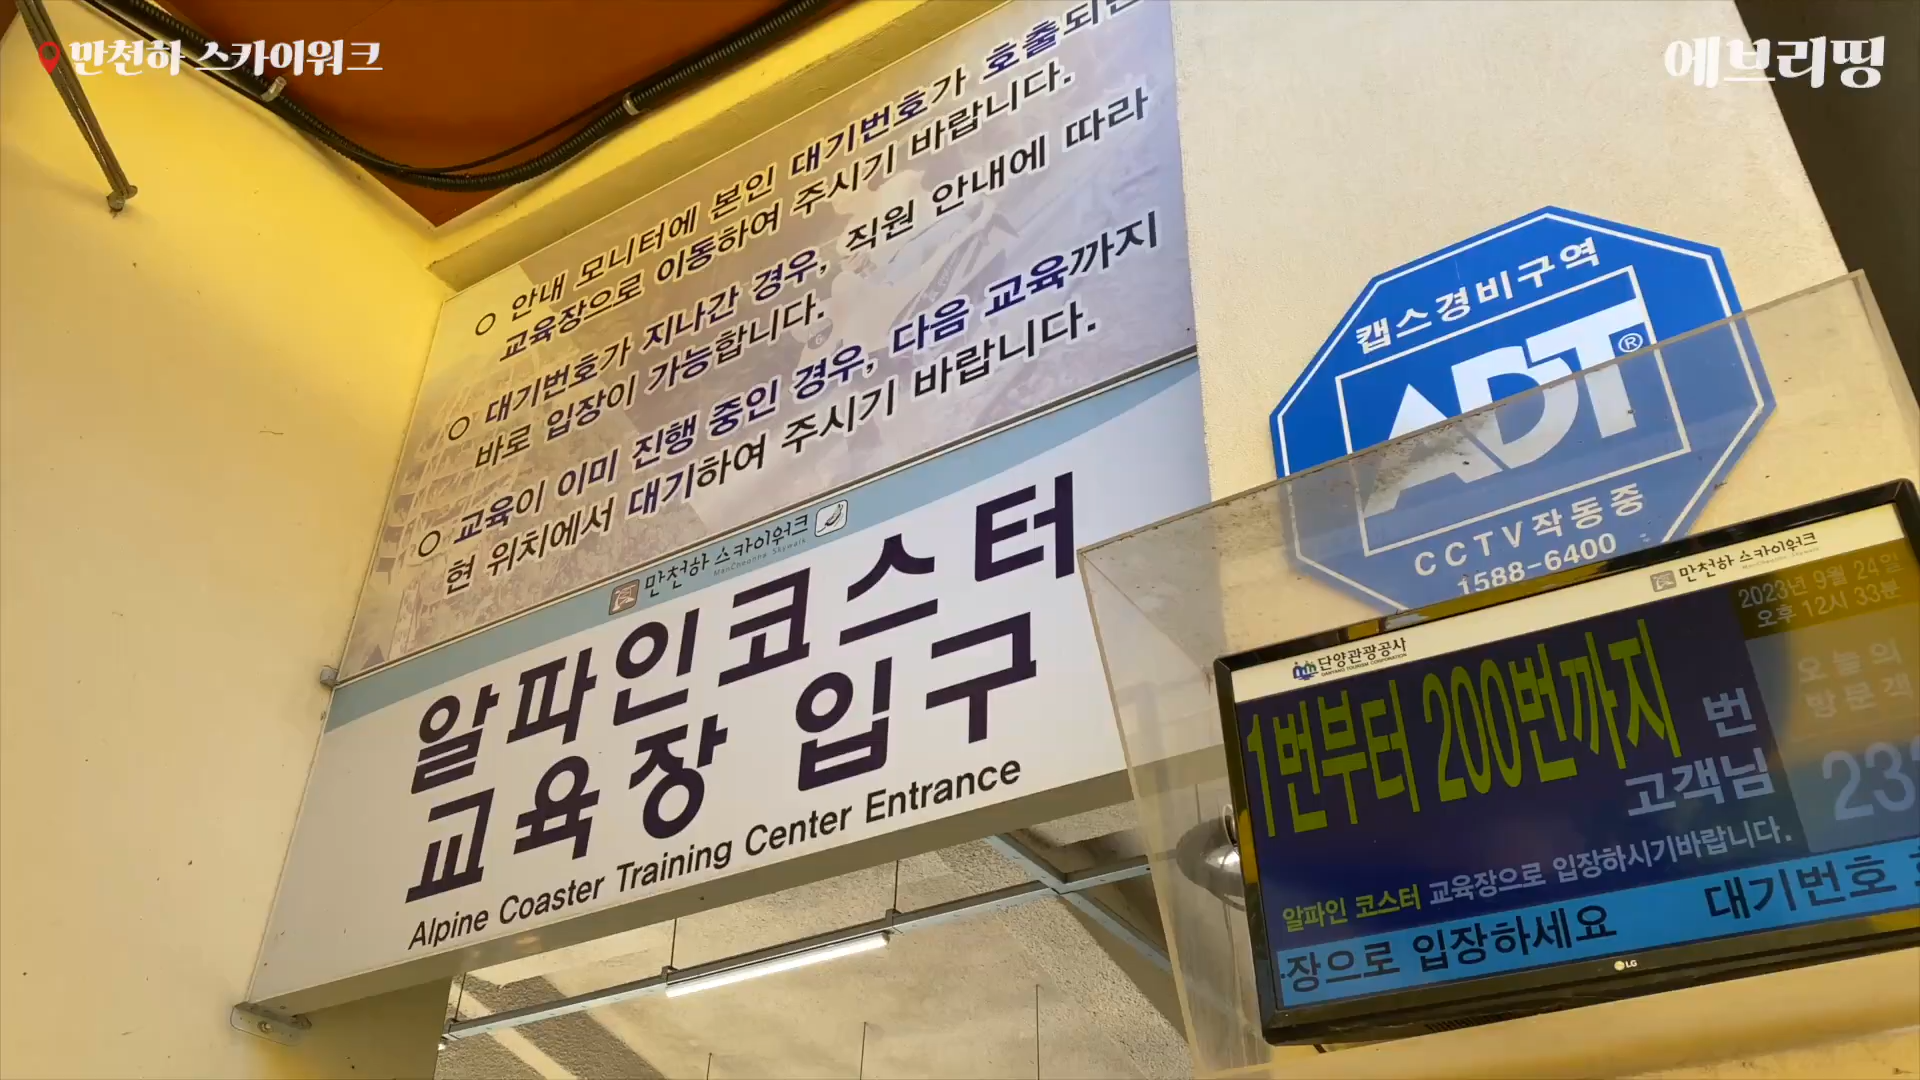 만천하 스카이워크
에브리띵
○ 안내 모니터에 본인 대기번호가 호출되면
교육장으로 이동하여 주시기 바랍니다.
○ 대기번호가 지나간 경우, 직원 안내에 따라
바로 입장이 가능합니다.
○ 교육이 이미 진행 중인 경우, 다음 교육까지
현 위치에서 대기하여 주시기 바랍니다.
만천하 스카이워크
ManCheonHa Skywalk
알파인코스터
교육장 입구
Alpine Coaster Training Center Entrance
캡스경비구역
ADT®
CCTV작동중
1588-6400
만천하 스카이워크
단양관광공사
DANYANG TOURISM CORPORATION
2023년 9월 24일
오후 12시 33분
1번부터 200번까지 번
고객님
알파인 코스터 교육장으로 입장하시기바랍니다.
오늘의
방문객
23
장으로 입장하세요 대기번호
LG